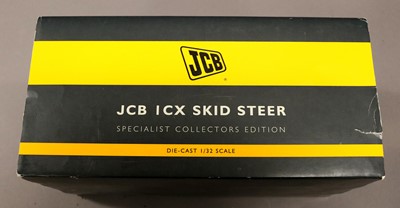 JCB
JCB 1CX SKID STEER
SPECIALIST COLLECTORS EDITION
DIE-CAST 1/32 SCALE